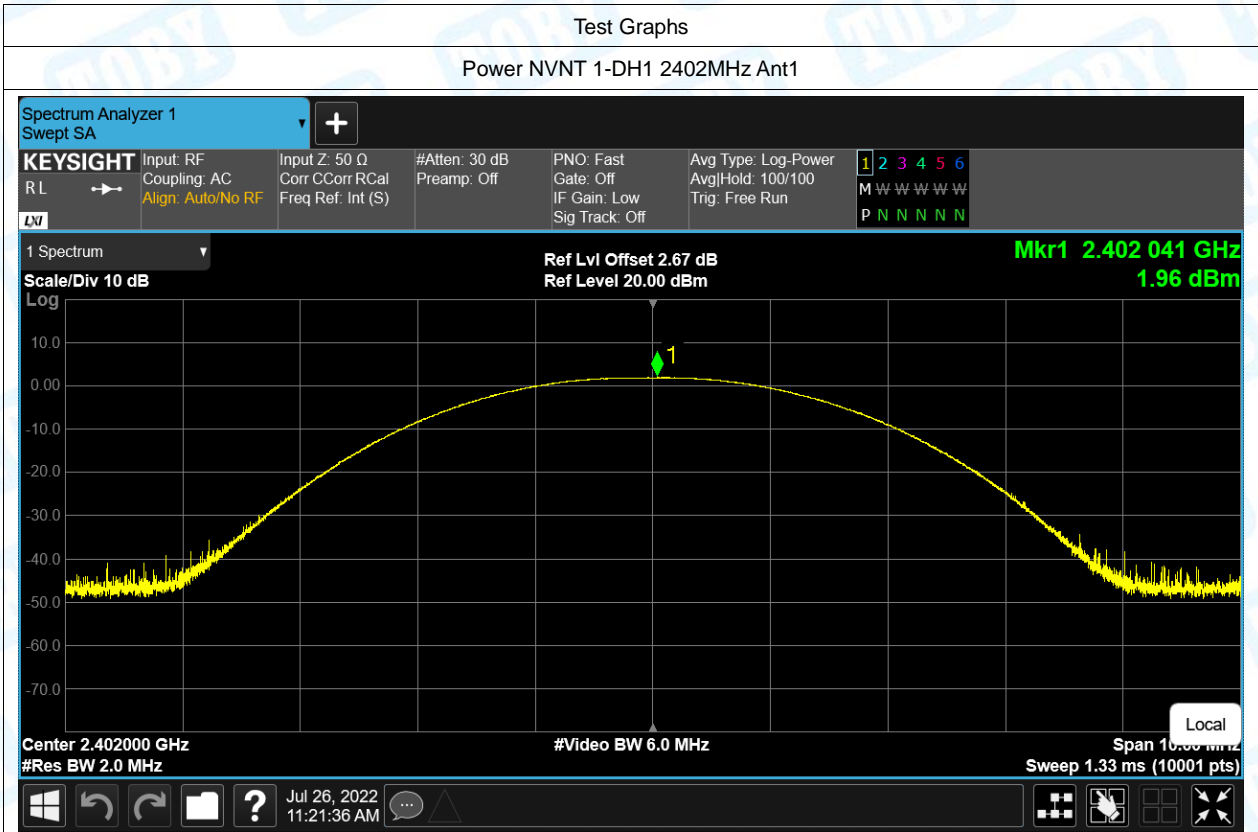 Test Graphs
Power NVNT 1-DH1 2402MHz Ant1
Spectrum Analyzer 1
Swept SA
+
KEYSIGHT
R L
LXI
Input: RF
Coupling: AC
Align: Auto/No RF
Input Z: 50 Ω
Corr CCorr RCal
Freq Ref: Int (S)
#Atten: 30 dB
Preamp: Off
PNO: Fast
Gate: Off
IF Gain: Low
Sig Track: Off
Avg Type: Log-Power
Avg|Hold: 100/100
Trig: Free Run
1 2 3 4 5 6
M W W W W W
P N N N N N
1 Spectrum
Scale/Div 10 dB
Ref Lvl Offset 2.67 dB
Ref Level 20.00 dBm
Mkr1 2.402 041 GHz
1.96 dBm
Log
10.0
0.00
-10.0
-20.0
-30.0
-40.0
-50.0
-60.0
-70.0
1
Local
Center 2.402000 GHz
#Video BW 6.0 MHz
Span 10.00 MHz
#Res BW 2.0 MHz
Sweep 1.33 ms (10001 pts)
?
Jul 26, 2022
11:21:36 AM
TOBY